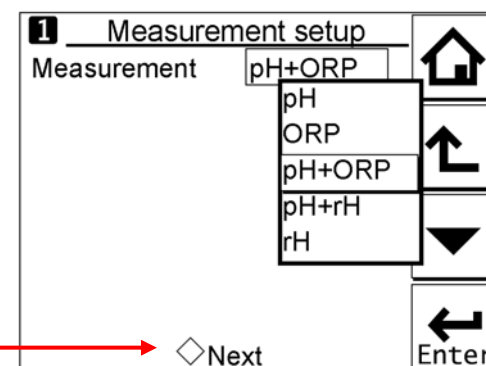 1 Measurement setup
Measurement pH+ORP
pH
ORP
pH+ORP
pH+rH
rH
Next
Enter